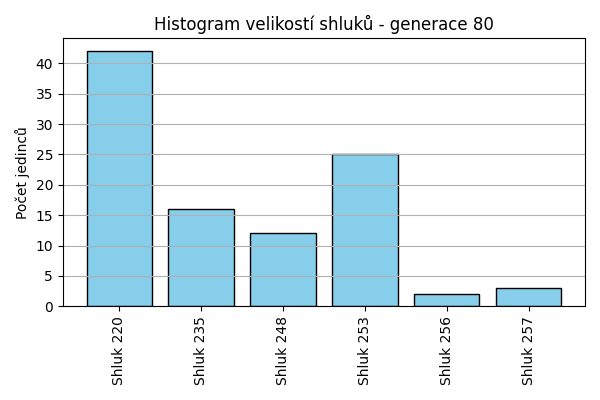 Histogram velikostí shluků - generace 80
Počet jedinců
40
35
30
25
20
15
10
5
0
Shluk 220
Shluk 235
Shluk 248
Shluk 253
Shluk 256
Shluk 257